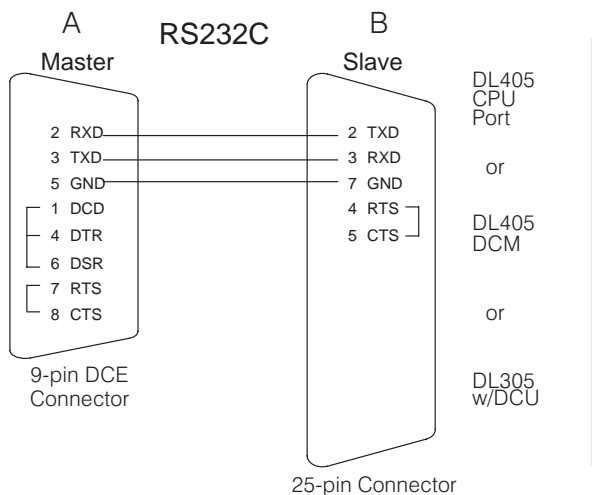 A
RS232C
B
Master
Slave
2 RXD
3 TXD
5 GND
1 DCD
4 DTR
6 DSR
7 RTS
8 CTS
2 TXD
3 RXD
7 GND
4 RTS
5 CTS
DL405
CPU
Port
or
DL405
DCM
or
DL305
w/DCU
9-pin DCE
Connector
25-pin Connector